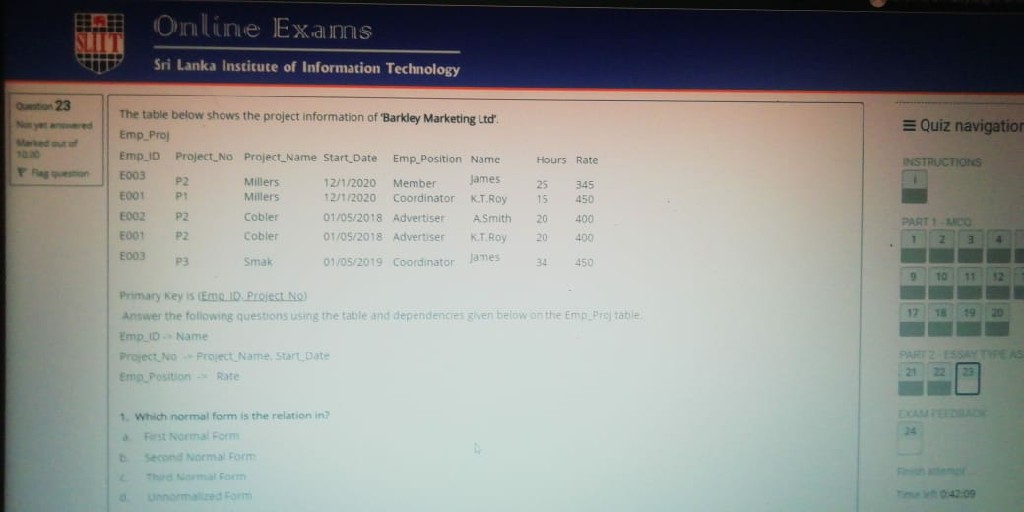 SLIIT
Online Exams
Sri Lanka Institute of Information Technology
Question 23
Not yet answered
Marked out of
10.00
Flag question
The table below shows the project information of 'Barkley Marketing Ltd'.
Emp_Proj
Emp_ID Project_No Project_Name Start_Date Emp_Position Name Hours Rate
E003 P2 Millers 12/1/2020 Member James 25 345
E001 P1 Millers 12/1/2020 Coordinator K.T.Roy 15 450
E002 P2 Cobler 01/05/2018 Advertiser A.Smith 20 400
E001 P2 Cobler 01/05/2018 Advertiser K.T.Roy 20 400
E003 P3 Smak 01/05/2019 Coordinator James 34 450
Primary Key is (Emp_ID, Project_No)
Answer the following questions using the table and dependencies given below on the Emp_Proj table.
Emp_ID -> Name
Project_No -> Project_Name, Start_Date
Emp_Position -> Rate
1. Which normal form is the relation in?
a. First Normal Form
b. Second Normal Form
c. Third Normal Form
d. Unnormalized Form
Quiz navigation
INSTRUCTIONS
i
PART 1 - MCQ
1 2 3 4
9 10 11 12
17 18 19 20
PART 2 - ESSAY TYPE AS
21 22 23
EXAM FEEDBACK
24
Finish attempt
Time left 0:42:09